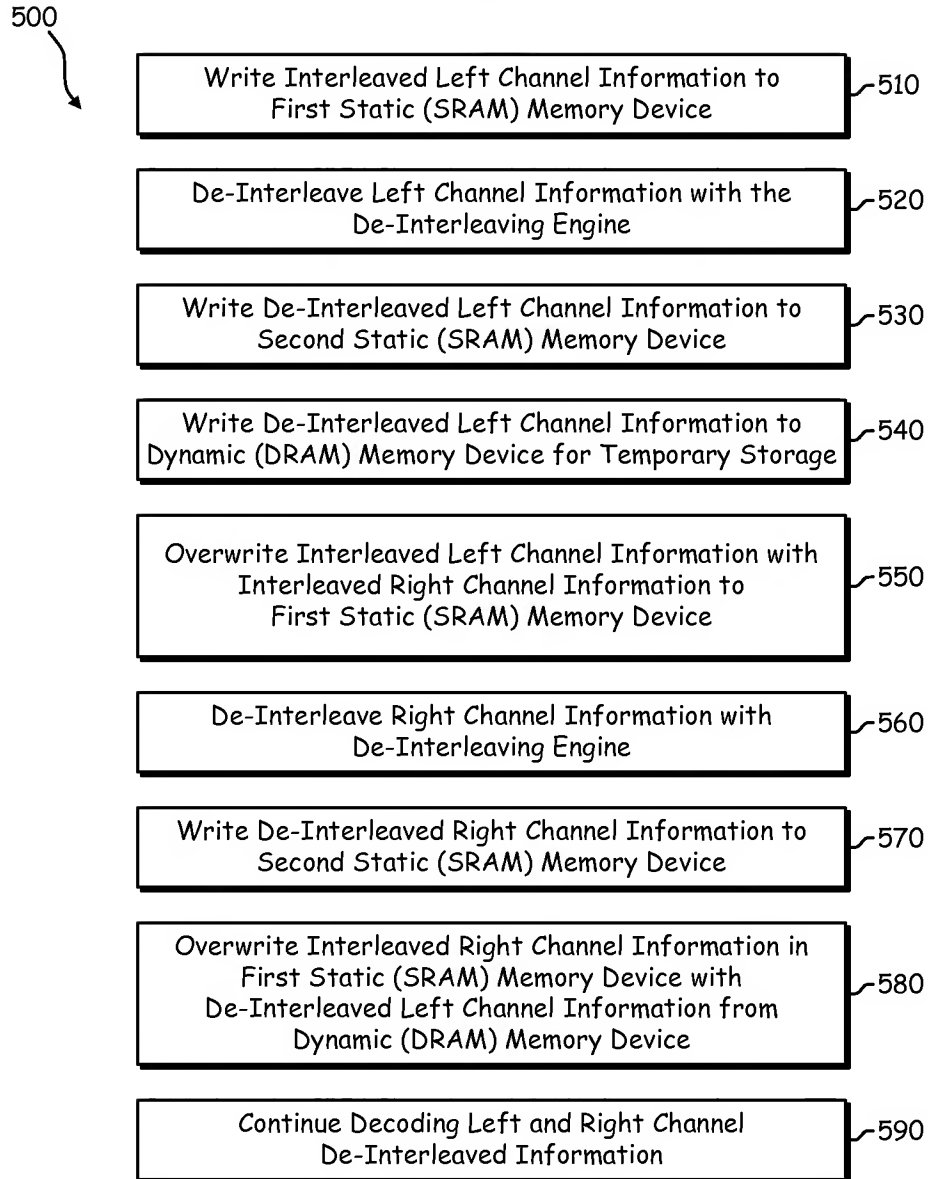 500
Write Interleaved Left Channel Information to
First Static (SRAM) Memory Device
510
De-Interleave Left Channel Information with the
De-Interleaving Engine
520
Write De-Interleaved Left Channel Information to
Second Static (SRAM) Memory Device
530
Write De-Interleaved Left Channel Information to
Dynamic (DRAM) Memory Device for Temporary Storage
540
Overwrite Interleaved Left Channel Information with
Interleaved Right Channel Information to
First Static (SRAM) Memory Device
550
De-Interleave Right Channel Information with
De-Interleaving Engine
560
Write De-Interleaved Right Channel Information to
Second Static (SRAM) Memory Device
570
Overwrite Interleaved Right Channel Information in
First Static (SRAM) Memory Device with
De-Interleaved Left Channel Information from
Dynamic (DRAM) Memory Device
580
Continue Decoding Left and Right Channel
De-Interleaved Information
590